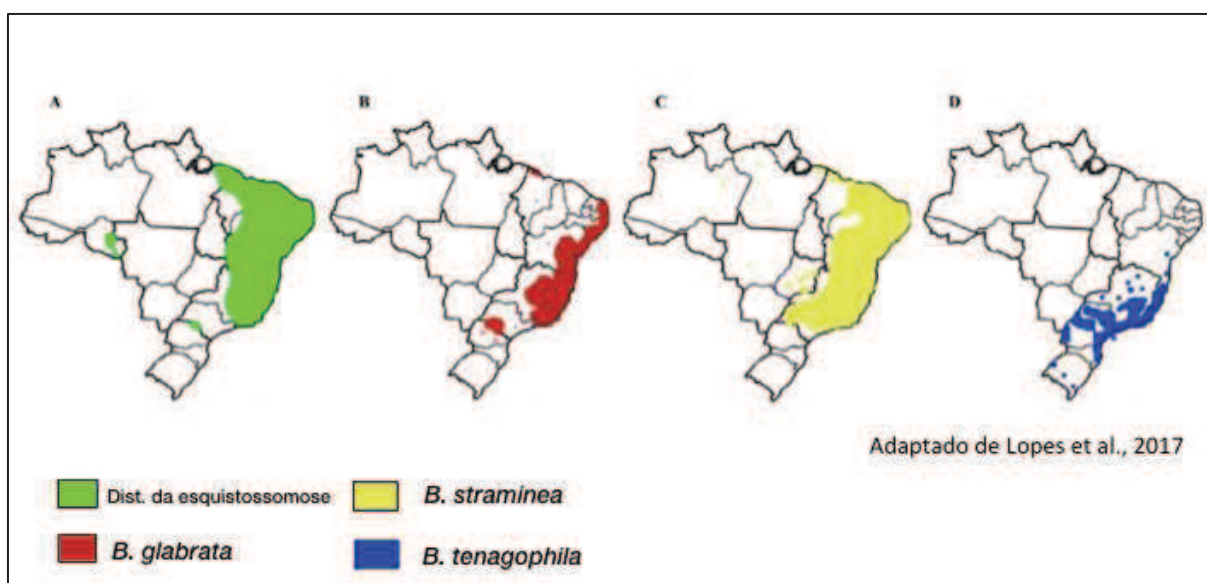 A B C D
Adaptado de Lopes et al., 2017
Dist. da esquistossomose B. straminea
B. glabrata B. tenagophila